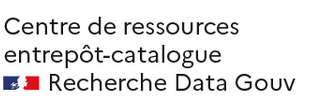 Centre de ressources
entrepôt-catalogue
Recherche Data Gouv